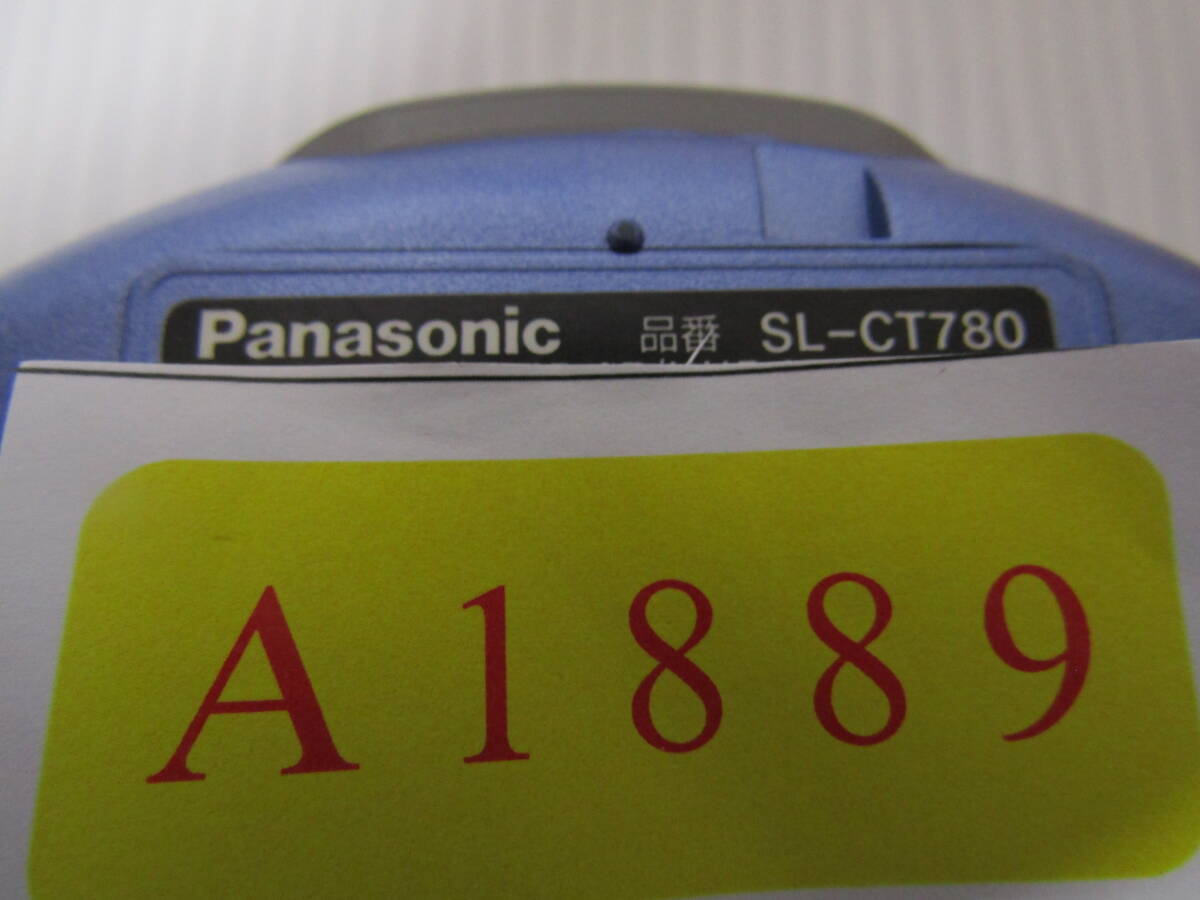 Panasonic 品番 SL-CT780
A1889